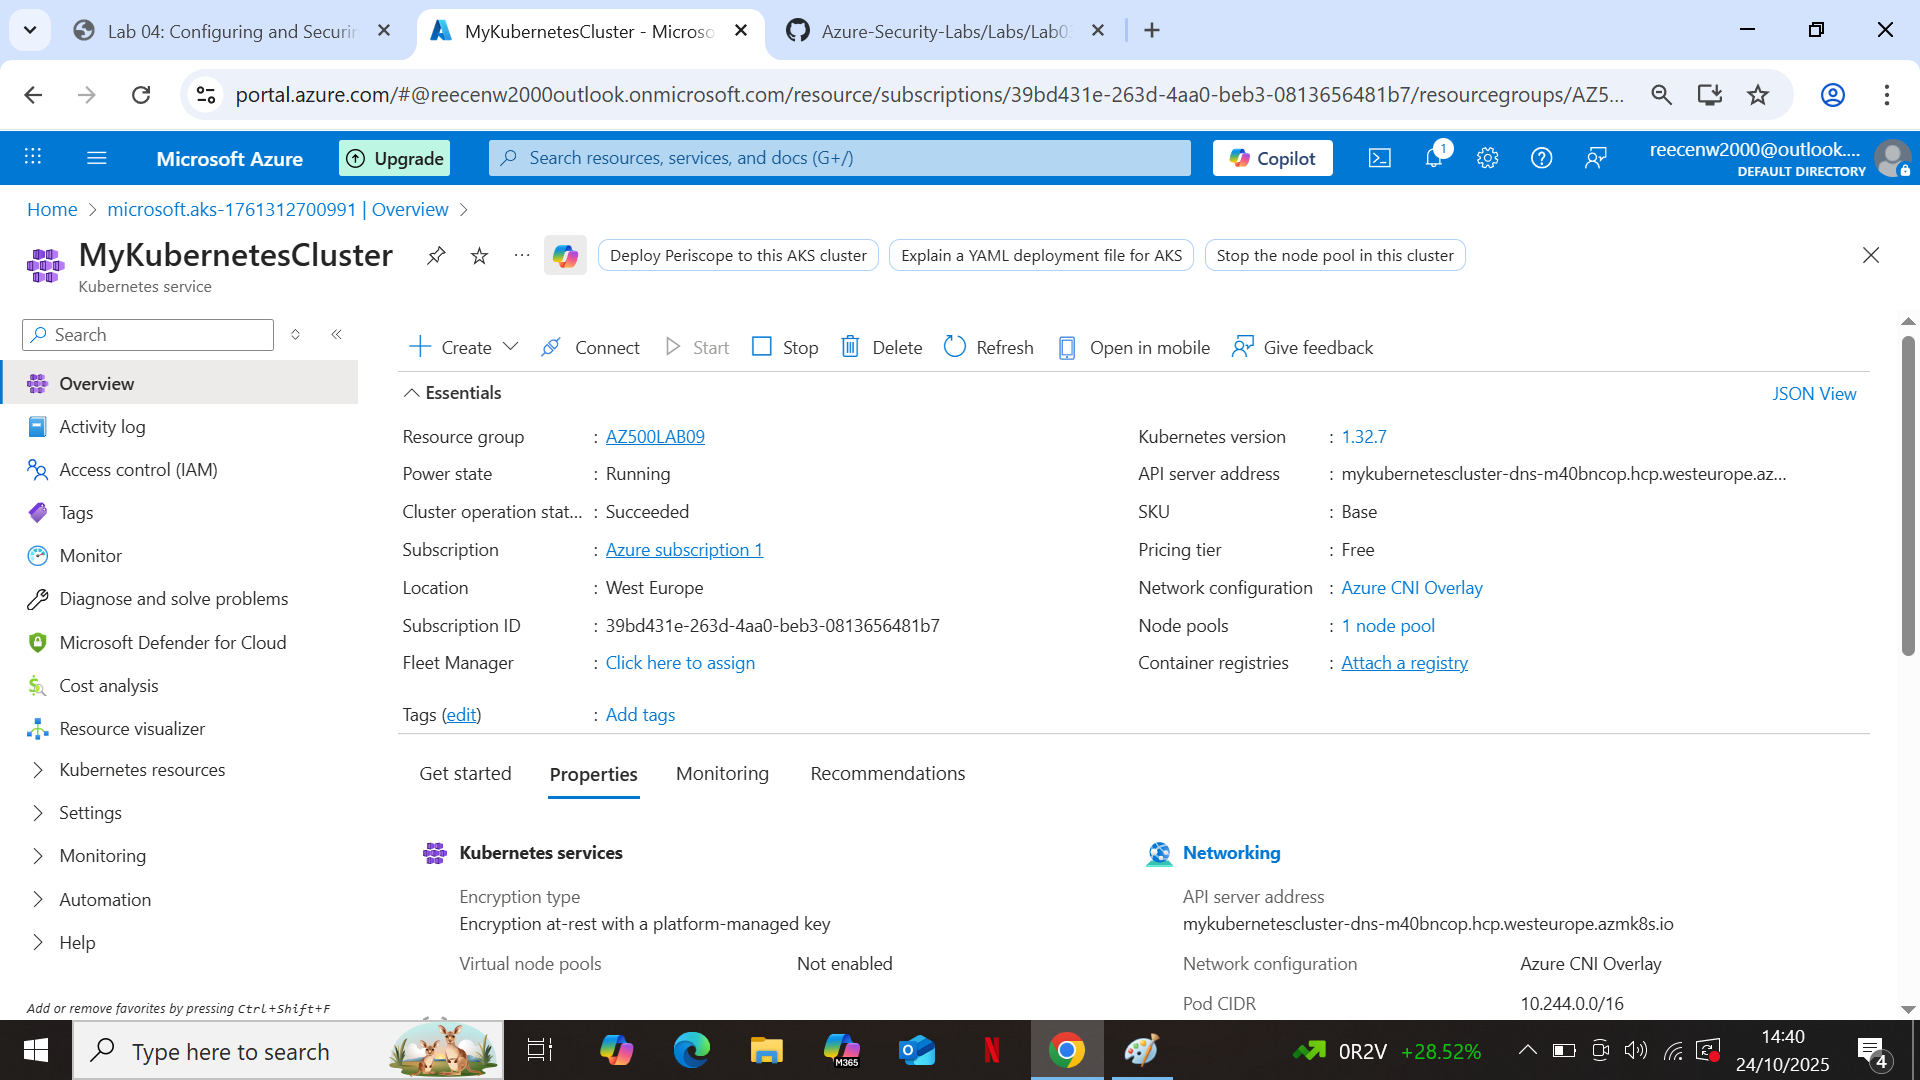 Lab 04: Configuring and Securin
MyKubernetesCluster - Microso
Azure-Security-Labs/Labs/Lab0
portal.azure.com/#@reecenw2000outlook.onmicrosoft.com/resource/subscriptions/39bd431e-263d-4aa0-beb3-0813656481b7/resourcegroups/AZ5...
Microsoft Azure
Upgrade
Search resources, services, and docs (G+/)
Copilot
1
reecenw2000@outlook....
DEFAULT DIRECTORY
Home
microsoft.aks-1761312700991 | Overview
MyKubernetesCluster
Kubernetes service
Deploy Periscope to this AKS cluster
Explain a YAML deployment file for AKS
Stop the node pool in this cluster
Search
Create
Connect
Start
Stop
Delete
Refresh
Open in mobile
Give feedback
Overview
Activity log
Access control (IAM)
Tags
Monitor
Diagnose and solve problems
Microsoft Defender for Cloud
Cost analysis
Resource visualizer
Kubernetes resources
Settings
Monitoring
Automation
Help
Add or remove favorites by pressing Ctrl+Shift+F
Essentials
JSON View
Resource group : AZ500LAB09
Power state : Running
Cluster operation stat... : Succeeded
Subscription : Azure subscription 1
Location : West Europe
Subscription ID : 39bd431e-263d-4aa0-beb3-0813656481b7
Fleet Manager : Click here to assign
Tags (edit) : Add tags
Kubernetes version : 1.32.7
API server address : mykubernetescluster-dns-m40bncop.hcp.westeurope.az...
SKU : Base
Pricing tier : Free
Network configuration : Azure CNI Overlay
Node pools : 1 node pool
Container registries : Attach a registry
Get started
Properties
Monitoring
Recommendations
Kubernetes services
Encryption type
Encryption at-rest with a platform-managed key
Virtual node pools Not enabled
Networking
API server address
mykubernetescluster-dns-m40bncop.hcp.westeurope.azmk8s.io
Network configuration Azure CNI Overlay
Pod CIDR 10.244.0.0/16
Type here to search
M365
N
0R2V +28.52%
14:40
24/10/2025
4